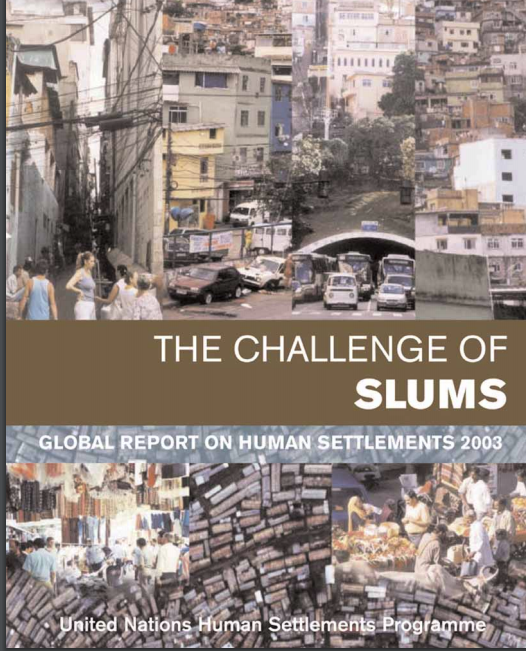 THE CHALLENGE OF
SLUMS
GLOBAL REPORT ON HUMAN SETTLEMENTS 2003
United Nations Human Settlements Programme